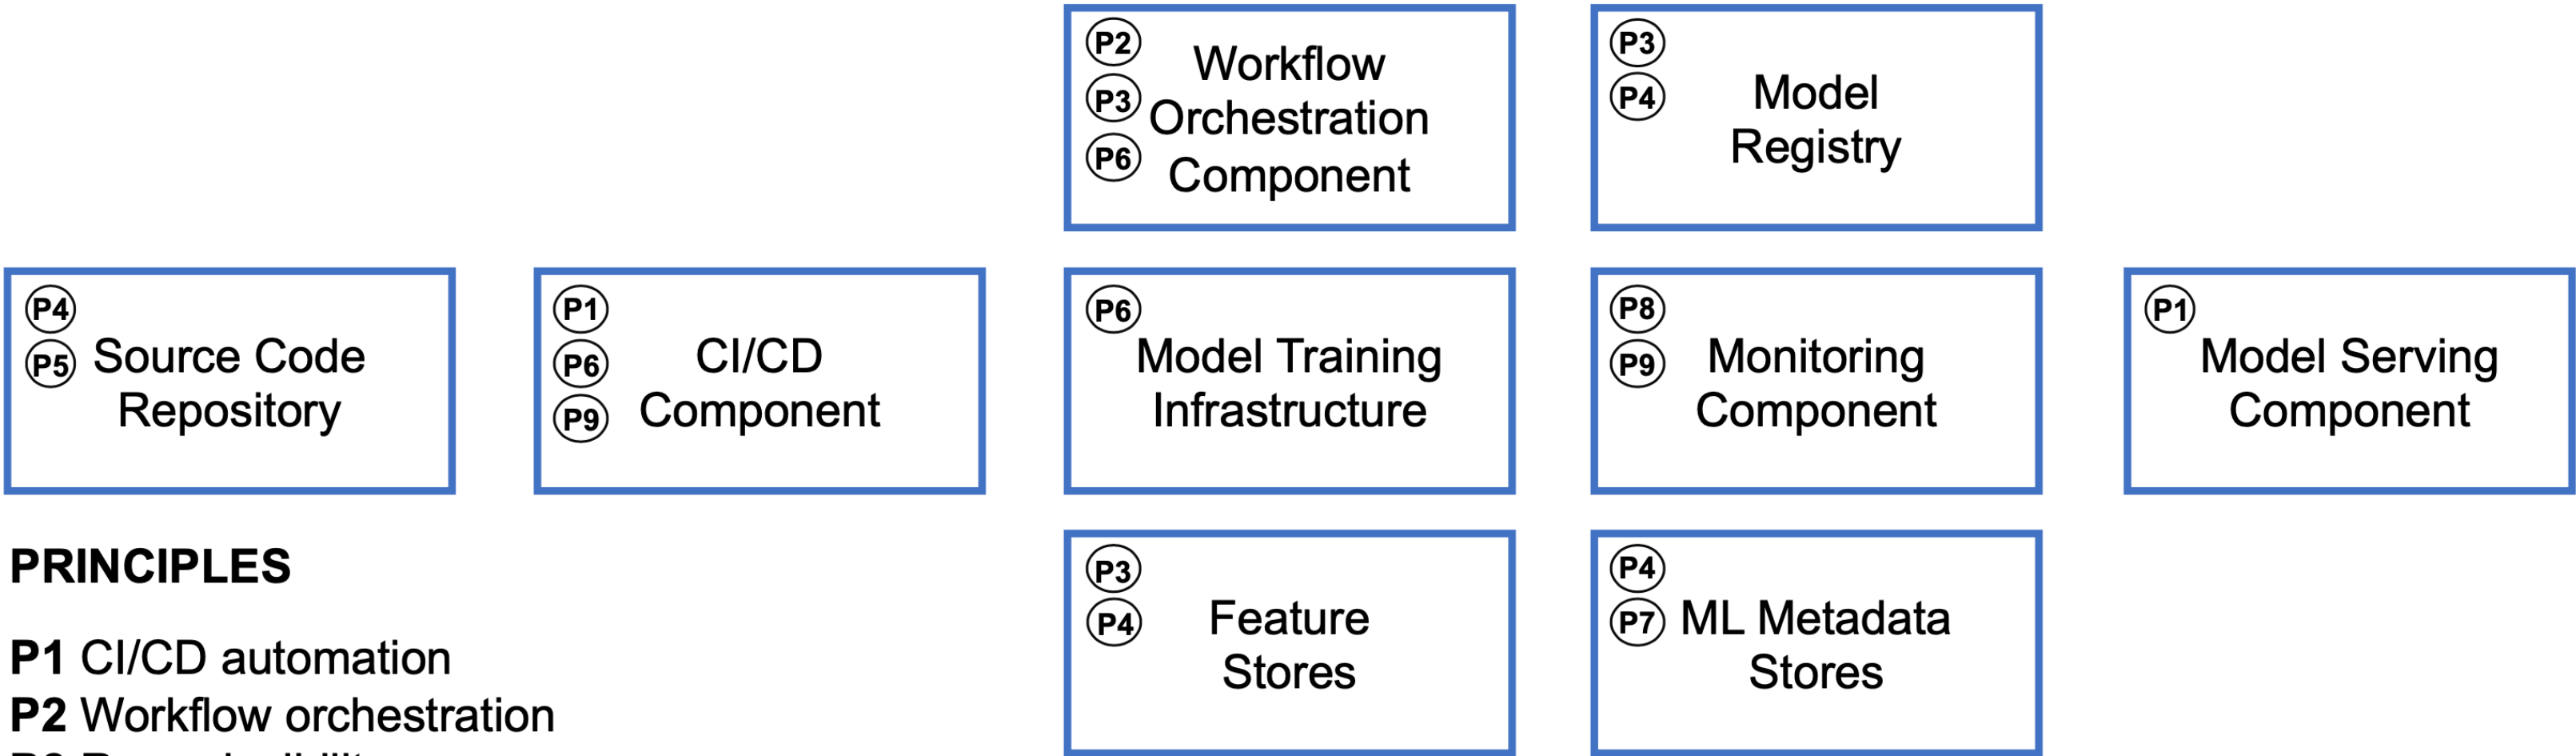 P2
P3
P6
Workflow
Orchestration
Component
P3
P4
Model
Registry
P4
P5
Source Code
Repository
P1
P6
P9
CI/CD
Component
P6
Model Training
Infrastructure
P8
P9
Monitoring
Component
P1
Model Serving
Component
P3
P4
Feature
Stores
P4
P7
ML Metadata
Stores
PRINCIPLES
P1 CI/CD automation
P2 Workflow orchestration